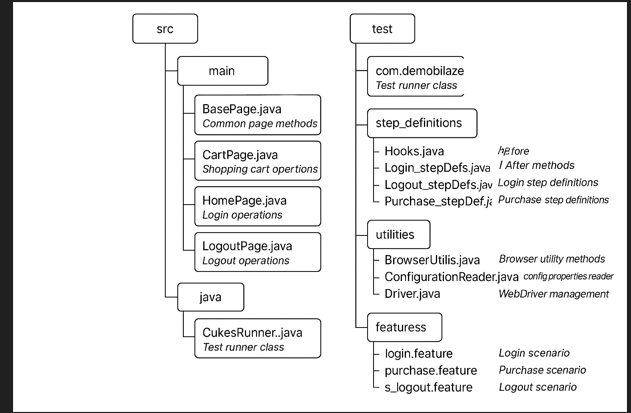 src
main
BasePage.java
Common page methods
CartPage.java
Shopping cart opertions
HomePage.java
Login operations
LogoutPage.java
Logout operations
java
CukesRunner..java
Test runner class
test
com.demobilaze
Test runner class
step_definitions
Hooks.java
Login_stepDefs.java / After methods
Logout_stepDefs.jav Login step definitions
Purchase_stepDef.ja Purchase step definitions
utilities
BrowserUtilis.java Browser utility methods
ConfigurationReader.java config properties reader
Driver.java WebDriver management
featuress
login.feature Login scenario
purchase.feature Purchase scenario
s_logout.feature Logout scenario